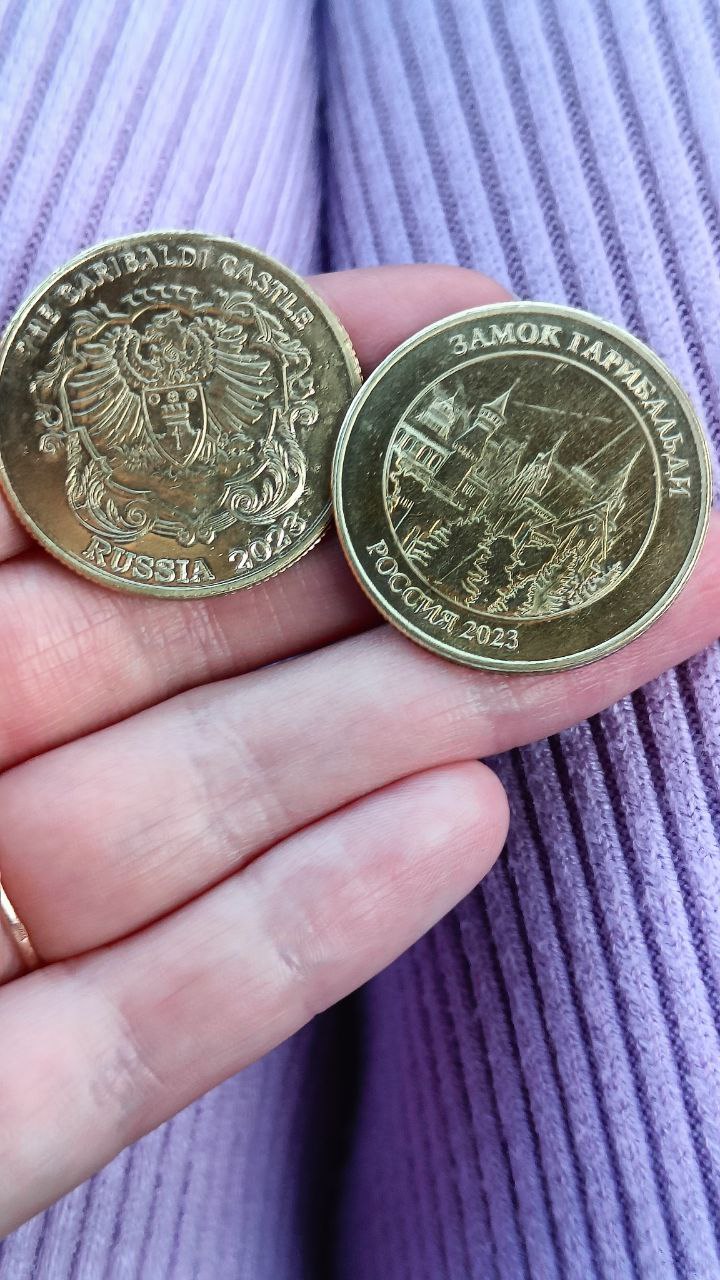 THE GARIBALDI CASTLE
RUSSIA 2023
ЗАМОК ГАРИБАЛЬДИ
РОССИЯ 2023